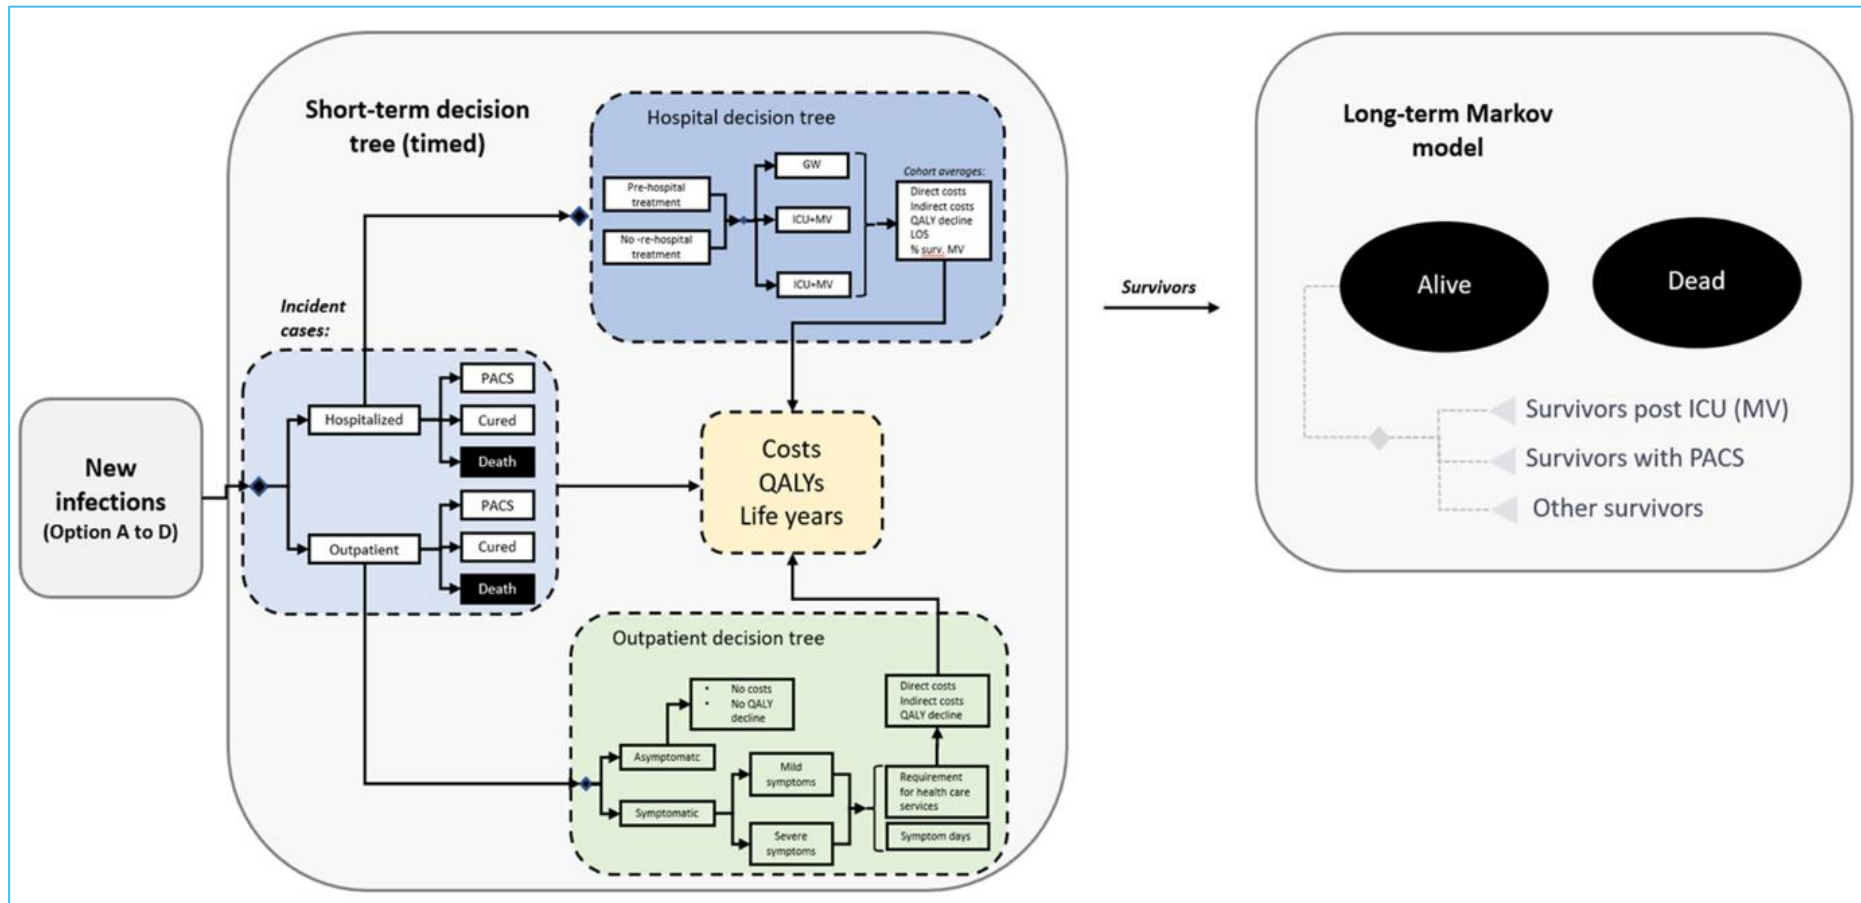 New
infections
(Option A to D)
Short-term decision
tree (timed)
Incident
cases:
Hospitalized
PACS
Cured
Death
Outpatient
PACS
Cured
Death
Hospital decision tree
Pre-hospital
treatment
No -re-hospital
treatment
GW
ICU+MV
ICU+MV
Cohort averages:
Direct costs
Indirect costs
QALY decline
LOS
% surv. MV
Costs
QALYs
Life years
Outpatient decision tree
Asymptomatc
• No costs
• No QALY
decline
Symptomatic
Mild
symptoms
Severe
symptoms
Direct costs
Indirect costs
QALY decline
Requirement
for health care
services
Symptom days
Survivors
Long-term Markov
model
Alive
Dead
Survivors post ICU (MV)
Survivors with PACS
Other survivors